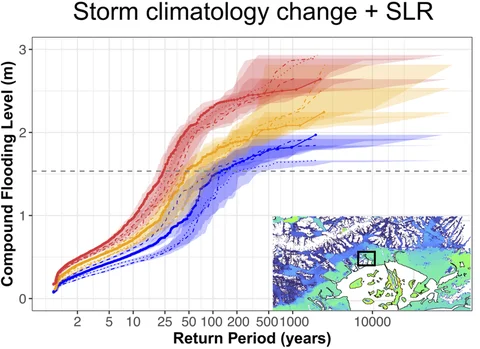 Storm climatology change + SLR
Compound Flooding Level (m)
3
2
1
0
2 5 10 25 50 100 200 500 1000 10000
Return Period (years)